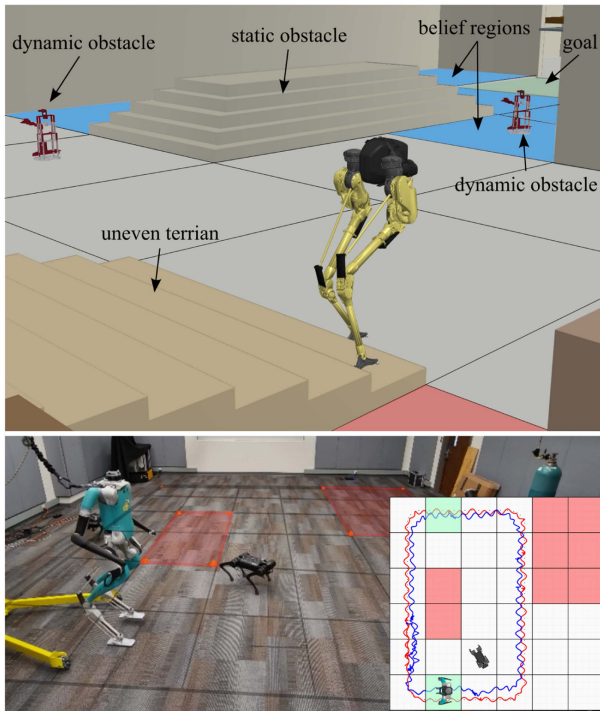 dynamic obstacle
static obstacle
belief regions
goal
dynamic obstacle
uneven terrian